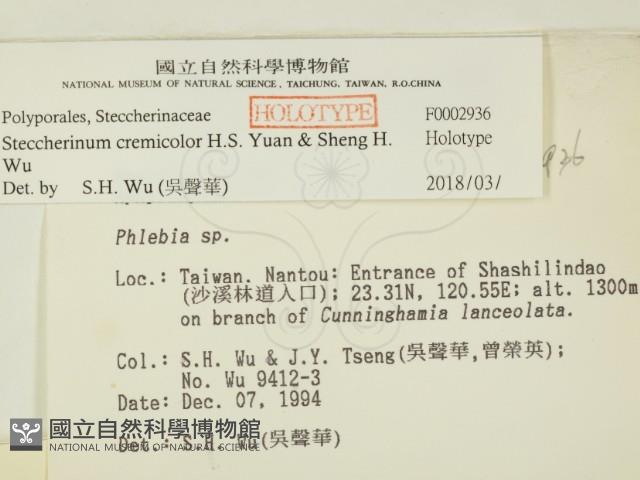 國立自然科學博物館
NATIONAL MUSEUM OF NATURAL SCIENCE, TAICHUNG, TAIWAN, R.O.CHINA
Polyporales, Steccherinaceae HOLOTYPE F0002936
Steccherinum cremicolor H.S. Yuan & Sheng H. Holotype
Wu
Det. by S.H. Wu (吳聲華) 2018/03/
Phlebia sp.
Loc.: Taiwan. Nantou: Entrance of Shashilindao
(沙溪林道入口); 23.31N, 120.55E; alt. 1300m
on branch of Cunninghamia lanceolata.
Col.: S.H. Wu & J.Y. Tseng(吳聲華,曾榮英);
No. Wu 9412-3
Date: Dec. 07, 1994
Det.: S.H. Wu(吳聲華)
國立自然科學博物館
NATIONAL MUSEUM OF NATURAL SCIENCE